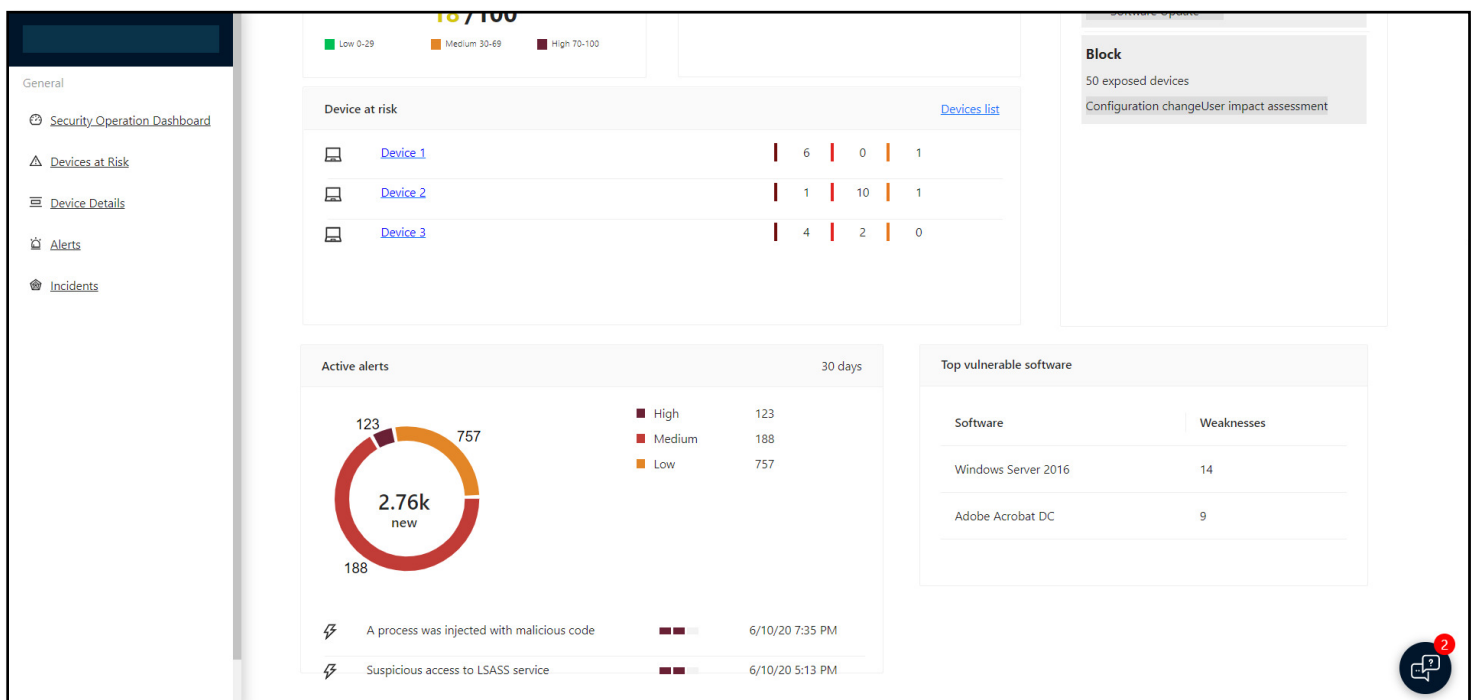 18 /100
Software Update
Low 0-29 Medium 30-69 High 70-100
Block
50 exposed devices
Configuration changeUser impact assessment
General
Security Operation Dashboard
Devices at Risk
Device Details
Alerts
Incidents
Device at risk Devices list
Device 1 6 0 1
Device 2 1 10 1
Device 3 4 2 0
Active alerts 30 days
123
757
2.76k
new
188
High 123
Medium 188
Low 757
A process was injected with malicious code 6/10/20 7:35 PM
Suspicious access to LSASS service 6/10/20 5:13 PM
Top vulnerable software
Software Weaknesses
Windows Server 2016 14
Adobe Acrobat DC 9
2